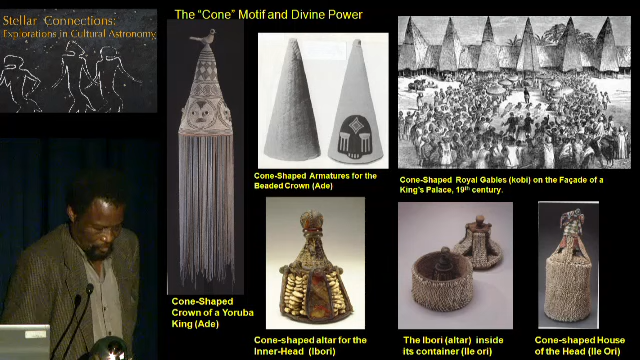 Stellar Connections:
Explorations in Cultural Astronomy
The “Cone” Motif and Divine Power
Cone-Shaped Armatures for the
Beaded Crown (Ade)
Cone-Shaped Royal Gables (kobi) on the Façade of a
King's Palace, 19th century.
Cone-Shaped
Crown of a Yoruba
King (Ade)
Cone-shaped altar for the
Inner-Head (Ibori)
The Ibori (altar) inside
its container (Ile ori)
Cone-shaped House
of the Head (Ile Ori)